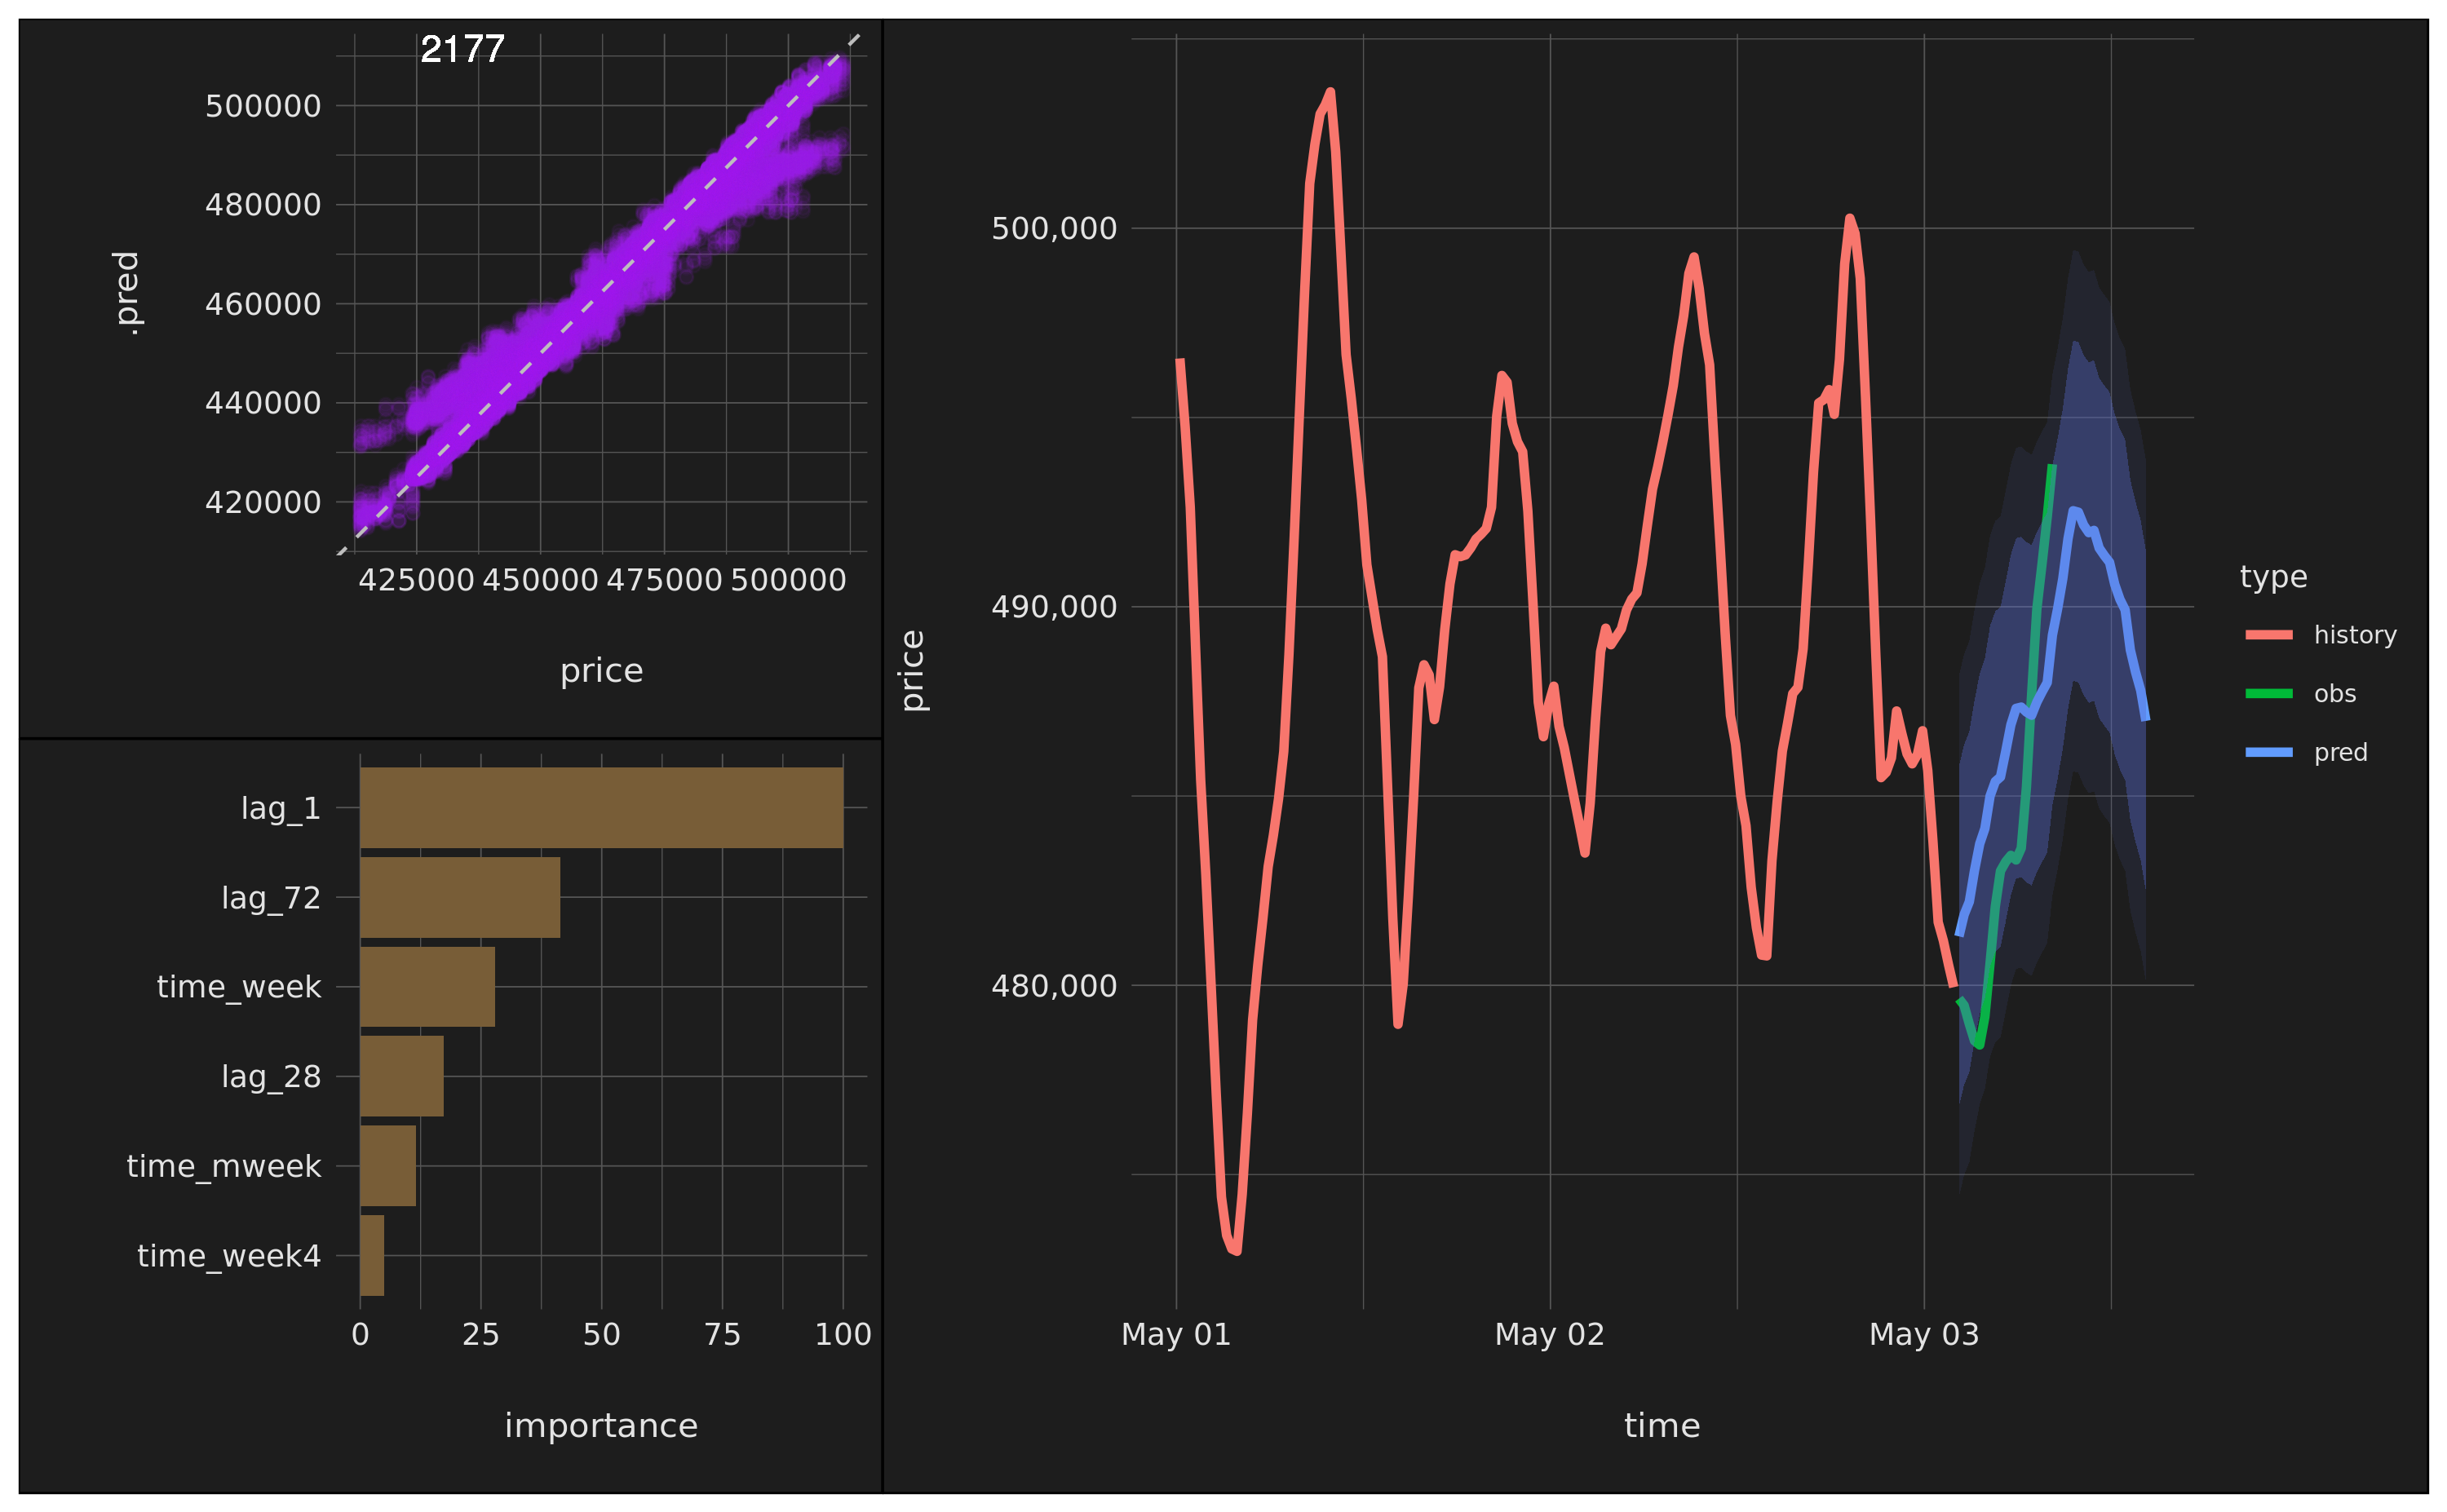 2177
.pred
500000
480000
460000
440000
420000
425000 450000 475000 500000
price
lag_1
lag_72
time_week
lag_28
time_mweek
time_week4
0 25 50 75 100
importance
price
500,000
490,000
480,000
May 01 May 02 May 03
time
type
history
obs
pred